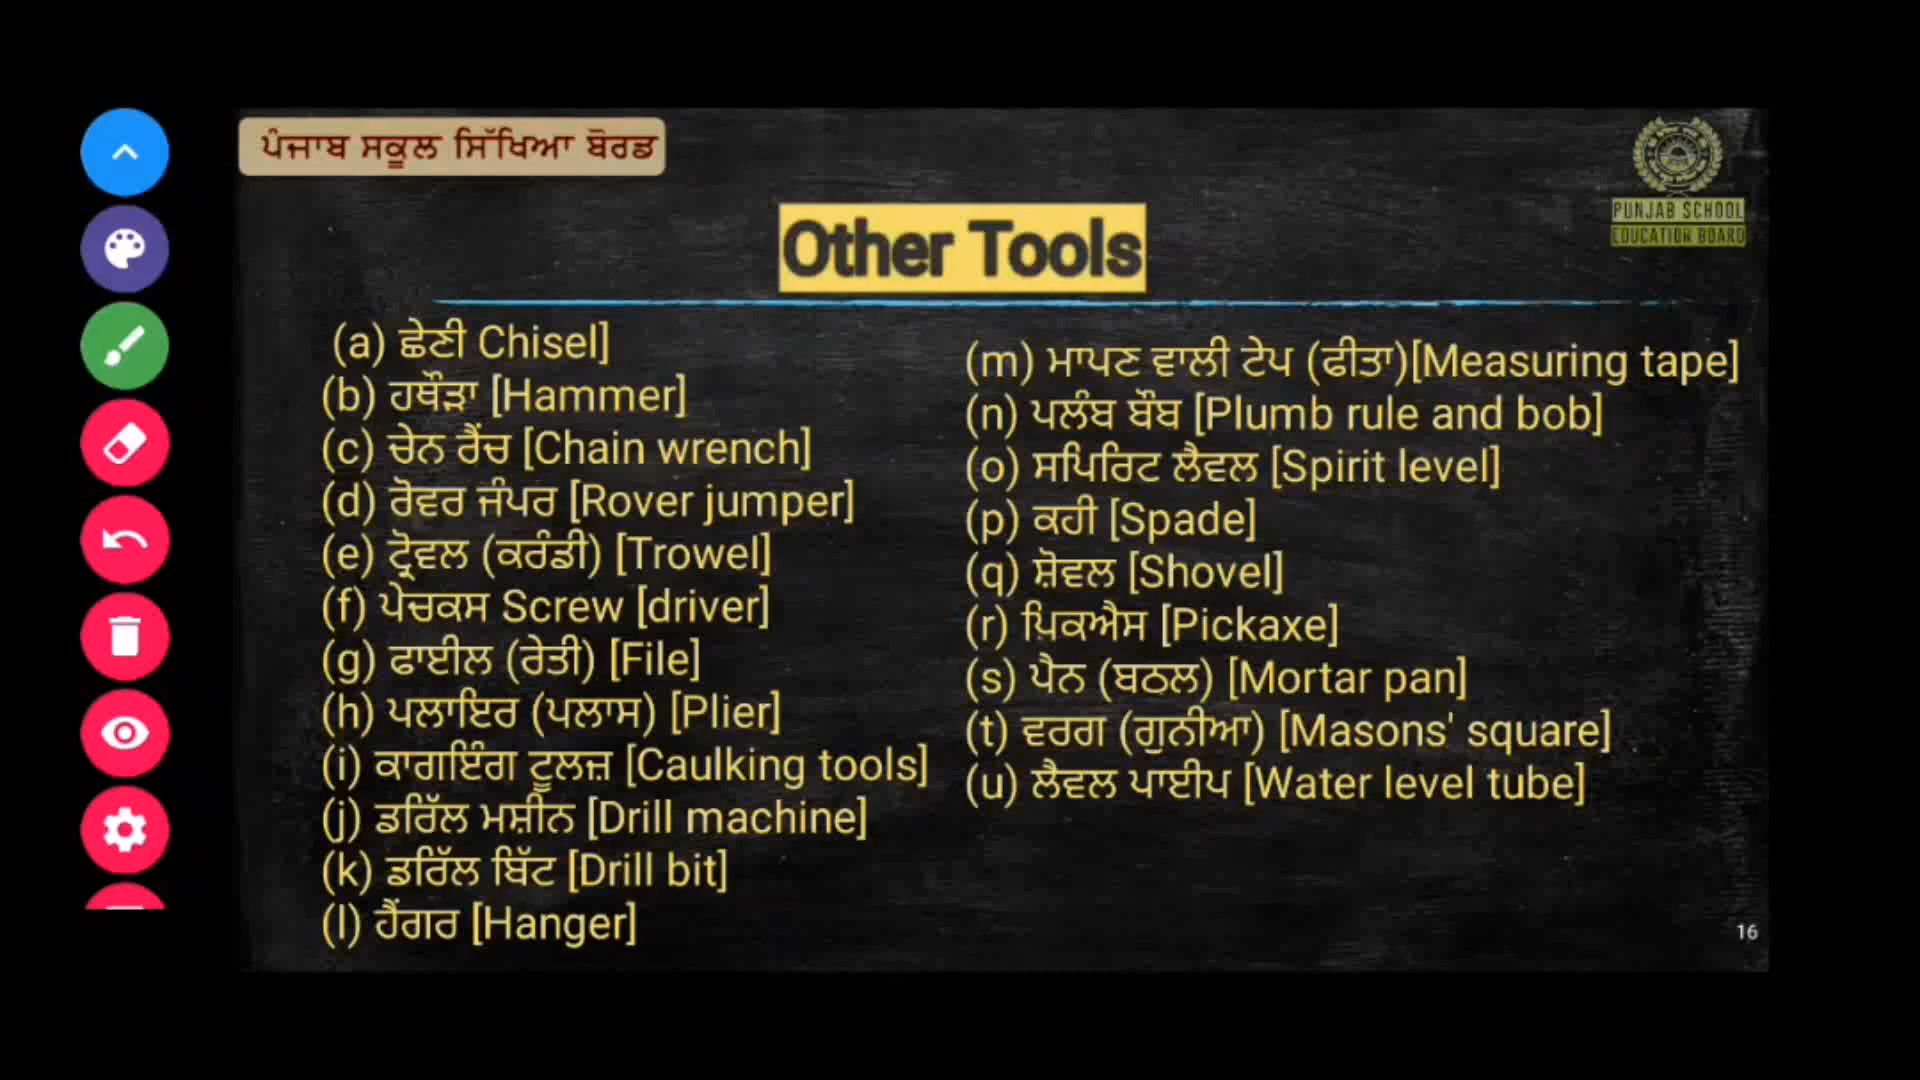 ਪੰਜਾਬ ਸਕੂਲ ਸਿੱਖਿਆ ਬੋਰਡ
PUNJAB SCHOOL
EDUCATION BOARD
Other Tools
(a) ਛੇਣੀ Chisel]
(b) ਹਥੌੜਾ [Hammer]
(c) ਚੇਨ ਰੈਂਚ [Chain wrench]
(d) ਰੋਵਰ ਜੰਪਰ [Rover jumper]
(e) ਟ੍ਰੋਵਲ (ਕਰੰਡੀ) [Trowel]
(f) ਪੇਚਕਸ Screw [driver]
(g) ਫਾਈਲ (ਰੇਤੀ) [File]
(h) ਪਲਾਇਰ (ਪਲਾਸ) [Plier]
(i) ਕਾਗਇੰਗ ਟੂਲਜ਼ [Caulking tools]
(j) ਡਰਿੱਲ ਮਸ਼ੀਨ [Drill machine]
(k) ਡਰਿੱਲ ਬਿੱਟ [Drill bit]
(l) ਹੈਂਗਰ [Hanger]
(m) ਮਾਪਣ ਵਾਲੀ ਟੇਪ (ਫੀਤਾ)[Measuring tape]
(n) ਪਲੰਬ ਬੌਬ [Plumb rule and bob]
(o) ਸਪਿਰਿਟ ਲੈਵਲ [Spirit level]
(p) ਕਹੀ [Spade]
(q) ਸ਼ੋਵਲ [Shovel]
(r) ਪਿਕਐਸ [Pickaxe]
(s) ਪੈਨ (ਬਠਲ) [Mortar pan]
(t) ਵਰਗ (ਗੁਨੀਆ) [Masons' square]
(u) ਲੈਵਲ ਪਾਈਪ [Water level tube]
16